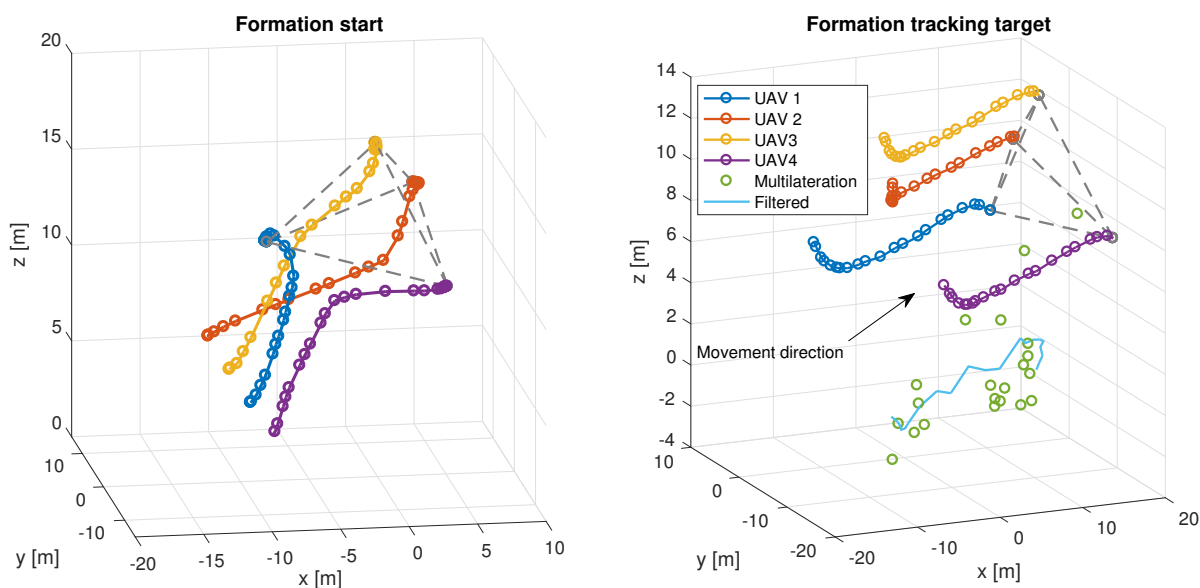 Formation start
20
15
10
5
0
z [m]
10
0
-10
y [m]
-20
-15
-10
-5
0
5
10
x [m]
Formation tracking target
14
12
10
8
6
4
2
0
-2
-4
z [m]
UAV 1
UAV 2
UAV3
UAV4
Multilateration
Filtered
Movement direction
10
0
-10
-20
y [m]
-20
-10
0
10
20
x [m]